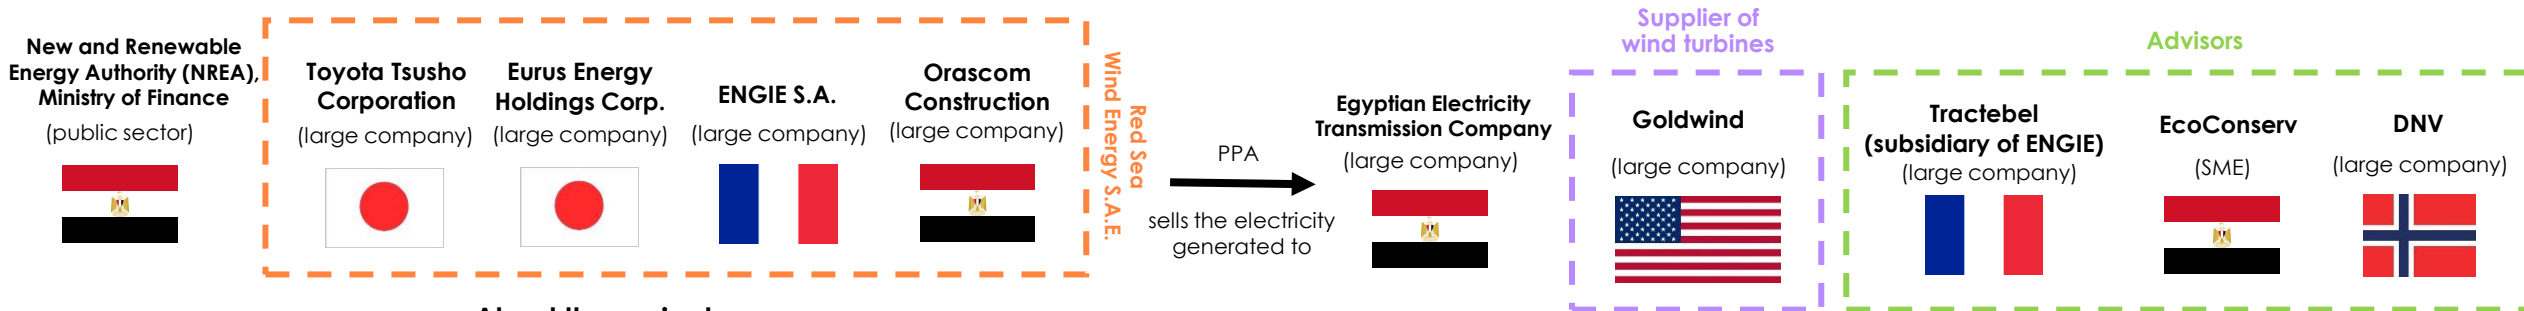 New and Renewable
Energy Authority (NREA),
Ministry of Finance
(public sector)
Toyota Tsusho
Corporation
(large company)
Eurus Energy
Holdings Corp.
(large company)
ENGIE S.A.
(large company)
Orascom
Construction
(large company)
Red Sea
Wind Energy S.A.E.
PPA
sells the electricity
generated to
Egyptian Electricity
Transmission Company
(large company)
Supplier of
wind turbines
Goldwind
(large company)
Advisors
Tractebel
(subsidiary of ENGIE)
(large company)
EcoConserv
(SME)
DNV
(large company)
About the project